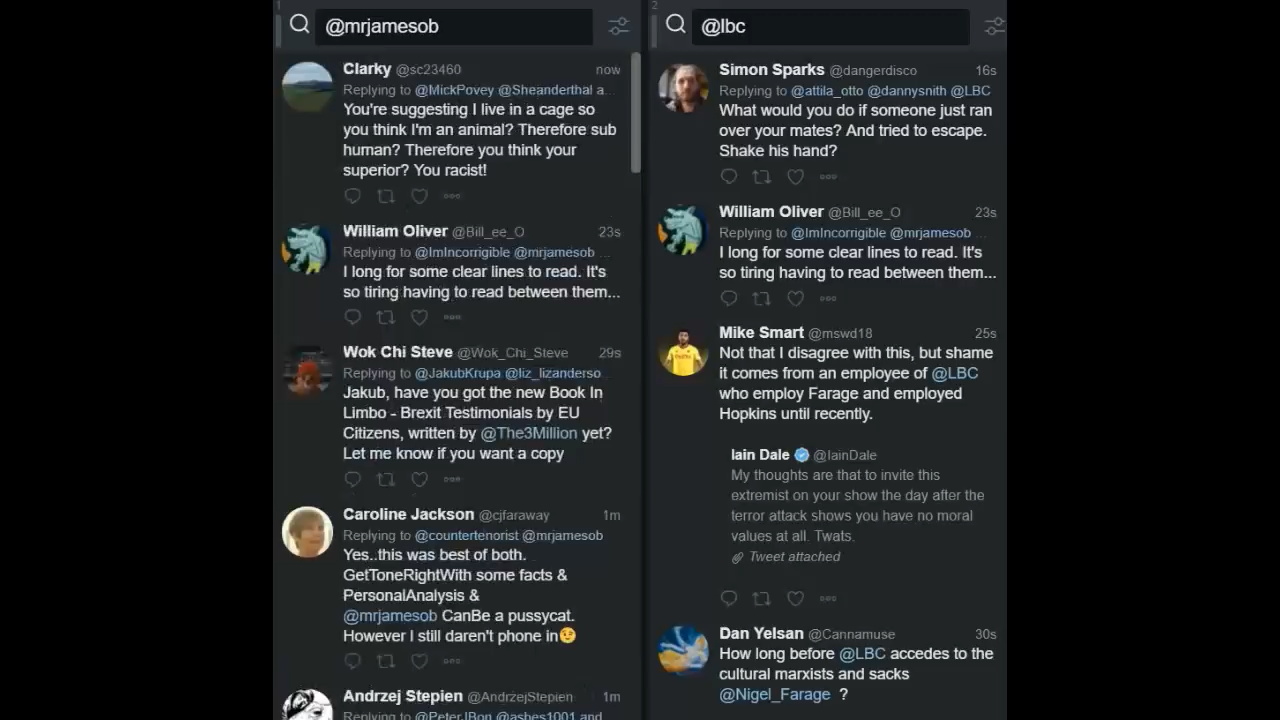 1
@mrjamesob
Clarky @sc23460 now
Replying to @MickPovey @Sheanderthal a...
You're suggesting I live in a cage so
you think I'm an animal? Therefore sub
human? Therefore you think your
superior? You racist!
William Oliver @Bill_ee_O 23s
Replying to @ImIncorrigible @mrjamesob ...
I long for some clear lines to read. It's
so tiring having to read between them...
Wok Chi Steve @Wok_Chi_Steve 29s
Replying to @JakubKrupa @liz_lizanderso
Jakub, have you got the new Book In
Limbo - Brexit Testimonials by EU
Citizens, written by @The3Million yet?
Let me know if you want a copy
Caroline Jackson @cjfaraway 1m
Replying to @countertenorist @mrjamesob
Yes..this was best of both.
GetToneRightWith some facts &
PersonalAnalysis &
@mrjamesob CanBe a pussycat.
However I still daren't phone in😉
Andrzej Stepien @AndrzejStepien 1m
Replying to @PeterJBon @asbes1001 and
2
@lbc
Simon Sparks @dangerdisco 16s
Replying to @attila_otto @dannysnith @LBC
What would you do if someone just ran
over your mates? And tried to escape.
Shake his hand?
William Oliver @Bill_ee_O 23s
Replying to @ImIncorrigible @mrjamesob ...
I long for some clear lines to read. It's
so tiring having to read between them...
Mike Smart @mswd18 25s
Not that I disagree with this, but shame
it comes from an employee of @LBC
who employ Farage and employed
Hopkins until recently.
Iain Dale @IainDale
My thoughts are that to invite this
extremist on your show the day after the
terror attack shows you have no moral
values at all. Twats.
Tweet attached
Dan Yelsan @Cannamuse 30s
How long before @LBC accedes to the
cultural marxists and sacks
@Nigel_Farage ?